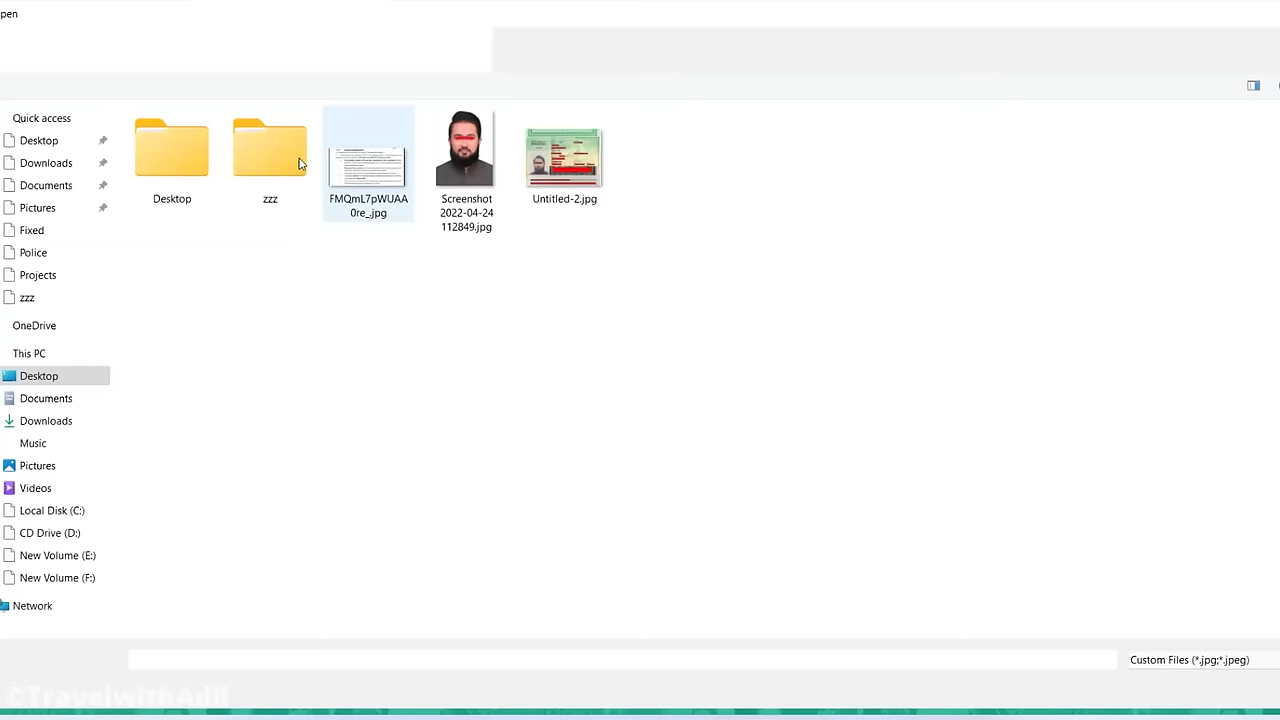 pen
Quick access
Desktop
Downloads
Documents
Pictures
Fixed
Police
Projects
zzz
OneDrive
This PC
Desktop
Documents
Downloads
Music
Pictures
Videos
Local Disk (C:)
CD Drive (D:)
New Volume (E:)
New Volume (F:)
Network
Desktop
zzz
FMQmL7pWUAA
0re_.jpg
Screenshot
2022-04-24
112849.jpg
Untitled-2.jpg
Custom Files (*.jpg;*.jpeg)
©TravelwithAdil